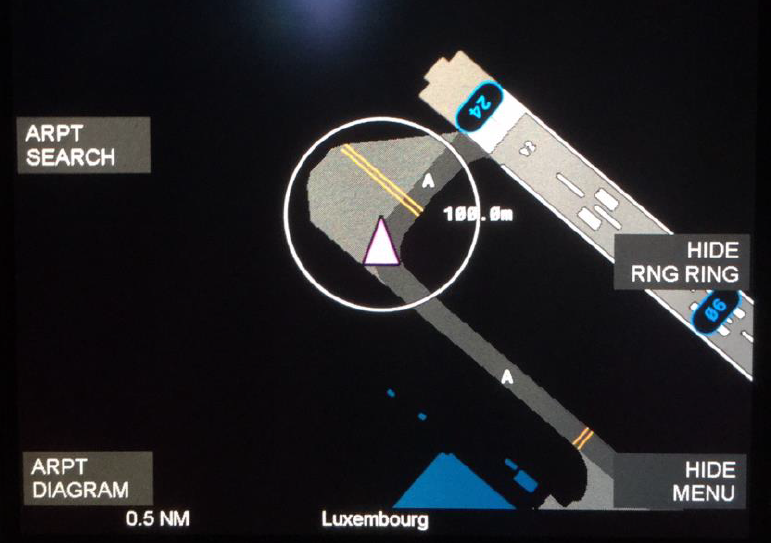 24
ARPT
SEARCH
A
100.0m
HIDE
RNG RING
06
A
ARPT
DIAGRAM
HIDE
MENU
0.5 NM
Luxembourg